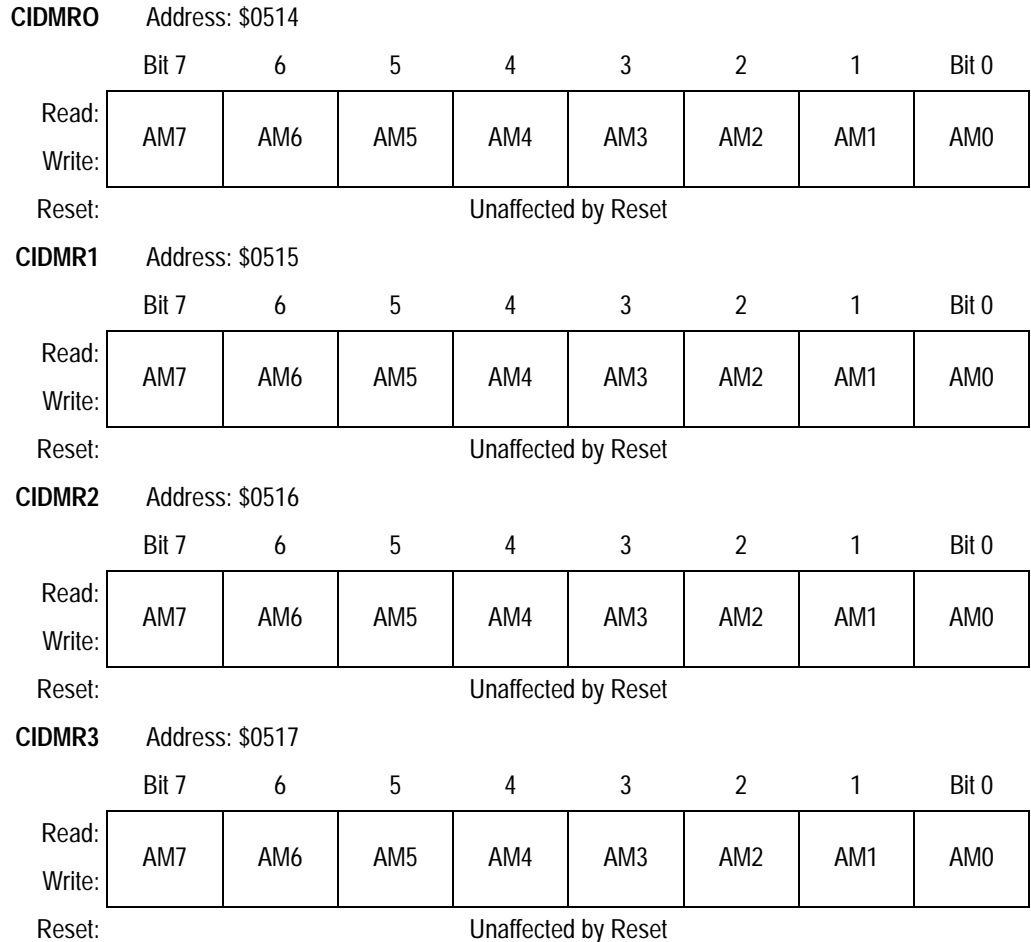 CIDMRO Address: $0514
Bit 7 6 5 4 3 2 1 Bit 0
Read:
AM7 AM6 AM5 AM4 AM3 AM2 AM1 AM0
Write:
Reset: Unaffected by Reset
CIDMR1 Address: $0515
Bit 7 6 5 4 3 2 1 Bit 0
Read:
AM7 AM6 AM5 AM4 AM3 AM2 AM1 AM0
Write:
Reset: Unaffected by Reset
CIDMR2 Address: $0516
Bit 7 6 5 4 3 2 1 Bit 0
Read:
AM7 AM6 AM5 AM4 AM3 AM2 AM1 AM0
Write:
Reset: Unaffected by Reset
CIDMR3 Address: $0517
Bit 7 6 5 4 3 2 1 Bit 0
Read:
AM7 AM6 AM5 AM4 AM3 AM2 AM1 AM0
Write:
Reset: Unaffected by Reset